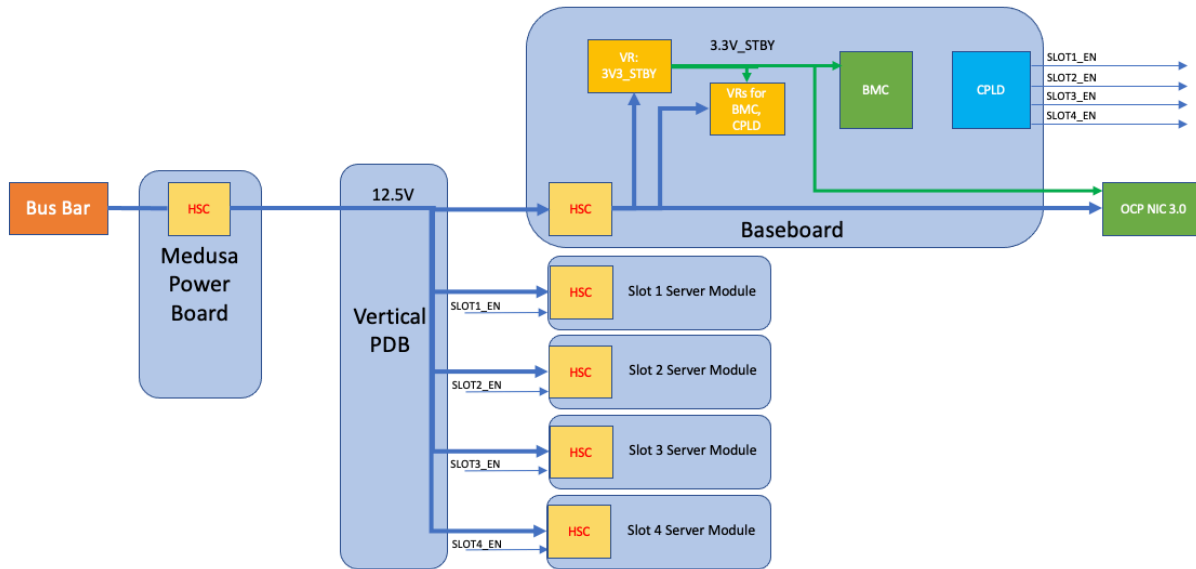 VR:
3V3_STBY
3.3V_STBY
VRs for
BMC,
CPLD
BMC
CPLD
SLOT1_EN
SLOT2_EN
SLOT3_EN
SLOT4_EN
Bus Bar
HSC
Medusa
Power
Board
12.5V
Vertical
PDB
HSC
Baseboard
OCP NIC 3.0
HSC
Slot 1 Server Module
SLOT1_EN
HSC
Slot 2 Server Module
SLOT2_EN
HSC
Slot 3 Server Module
SLOT3_EN
HSC
Slot 4 Server Module
SLOT4_EN